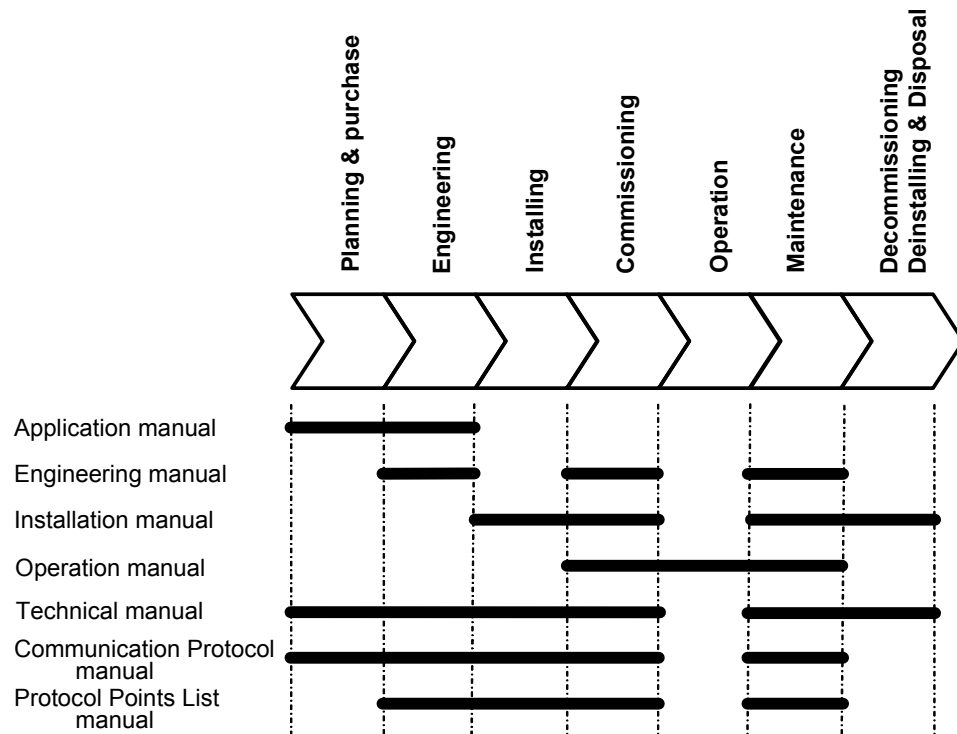 Planning & purchase
Engineering
Installing
Commissioning
Operation
Maintenance
Decommissioning
Deinstalling & Disposal
Application manual
Engineering manual
Installation manual
Operation manual
Technical manual
Communication Protocol
manual
Protocol Points List
manual